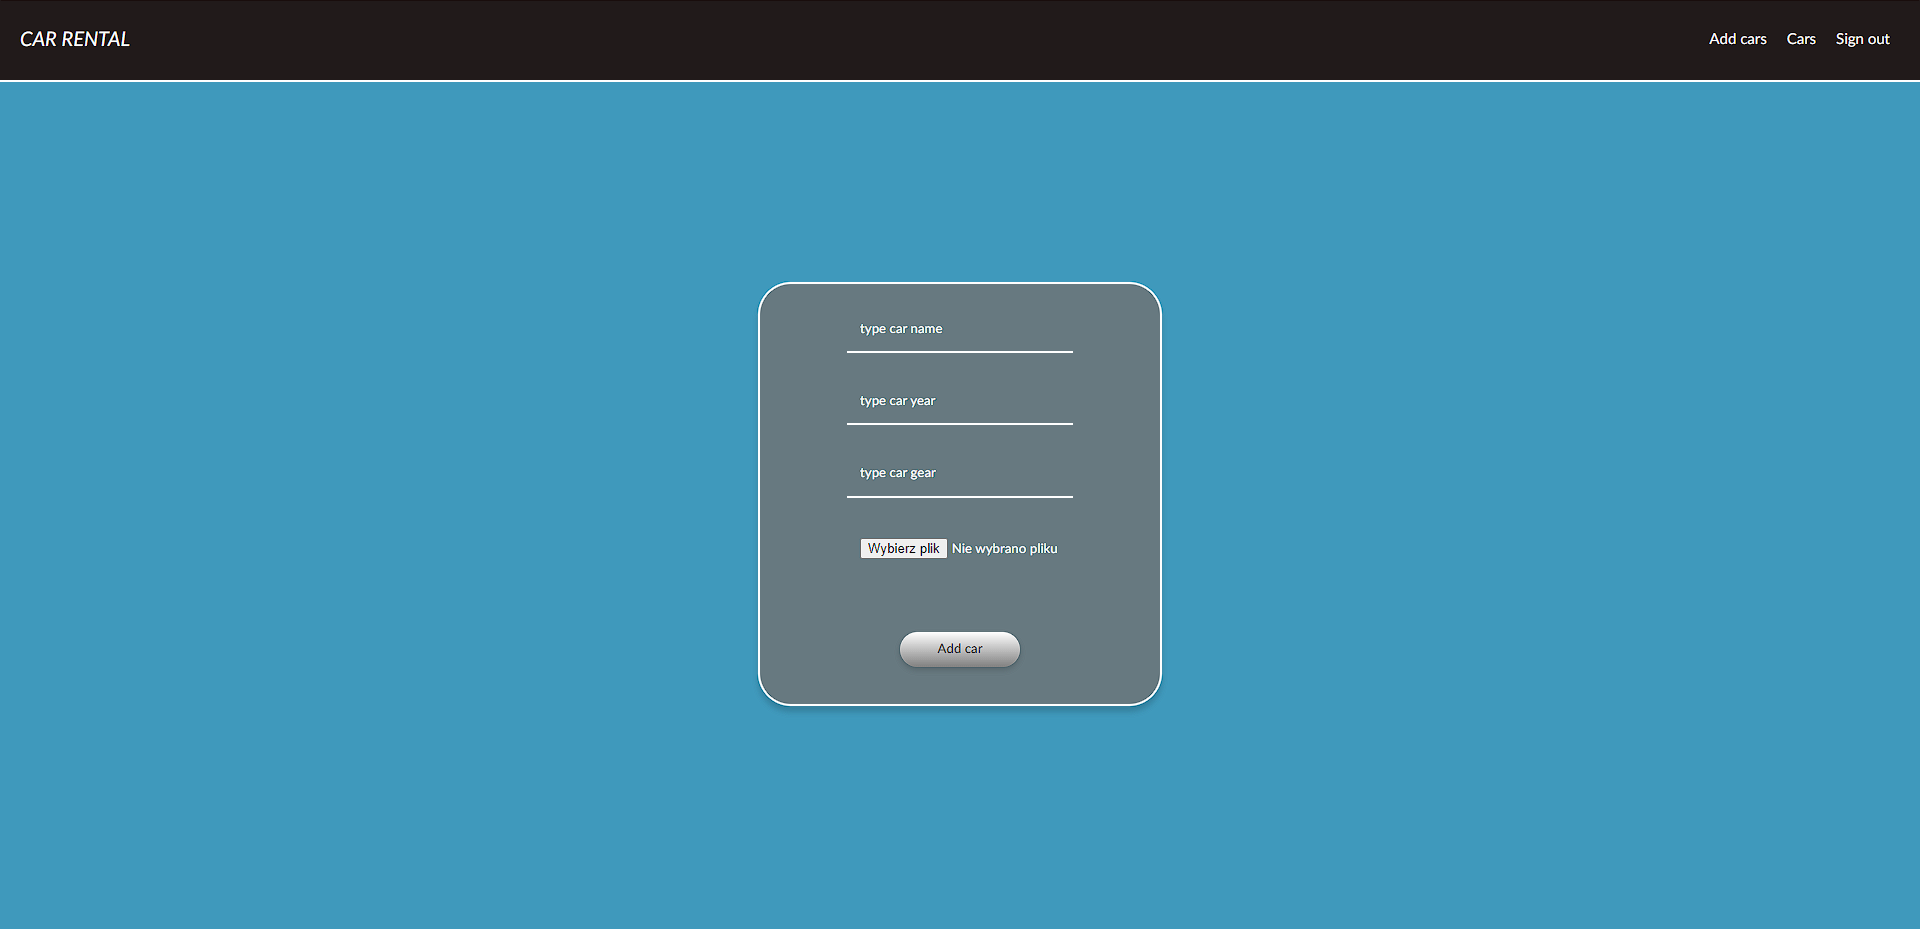 CAR RENTAL
Add cars Cars Sign out
type car name
type car year
type car gear
Wybierz plik Nie wybrano pliku
Add car